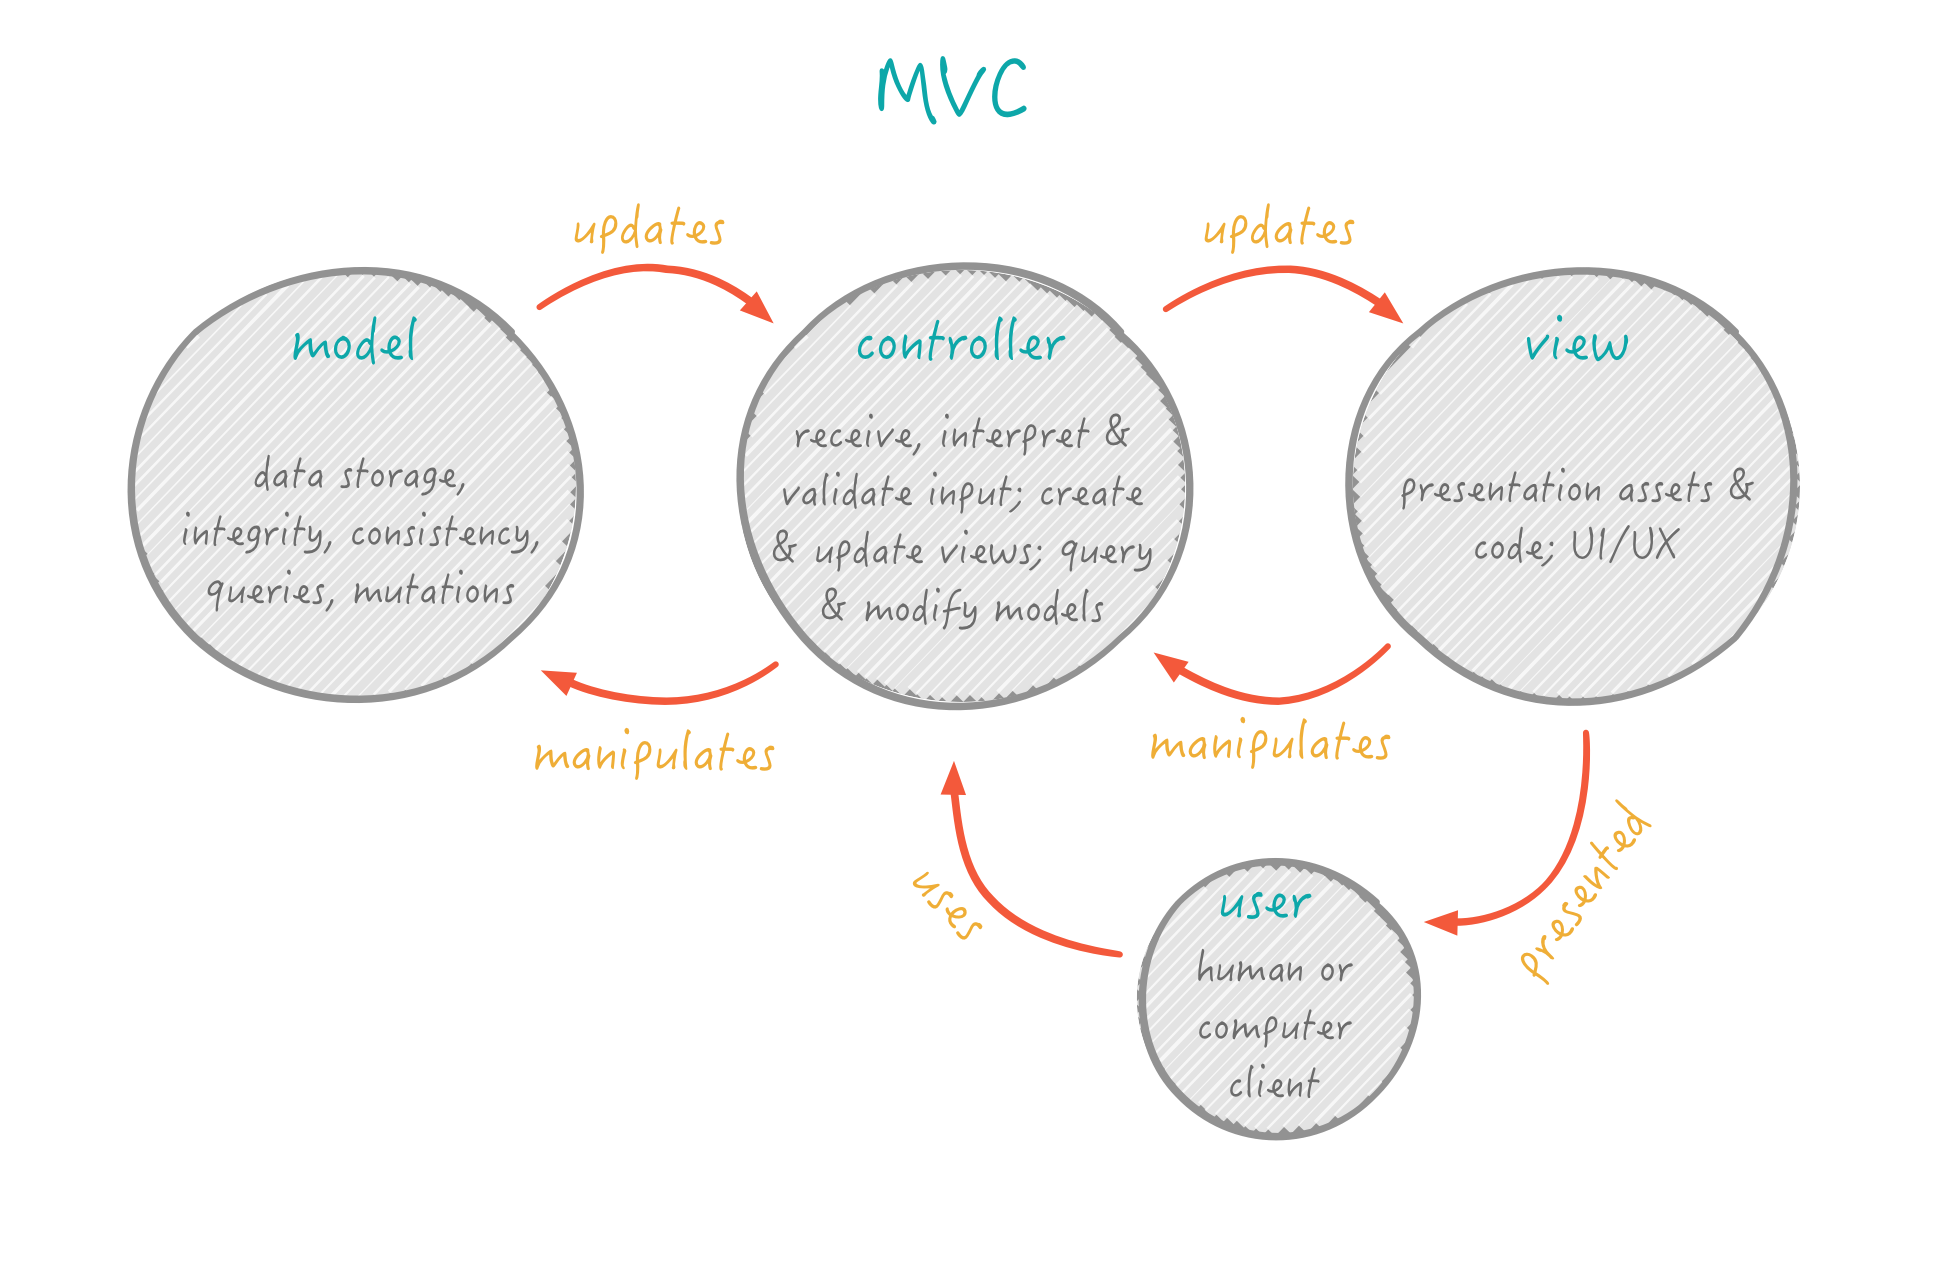 MVC
updates
updates
model
controller
view
data storage,
integrity, consistency,
queries, mutations
receive, interpret &
validate input; create
& update views; query
& modify models
presentation assets &
code; UI/UX
manipulates
manipulates
uses
presented
user
human or
computer
client